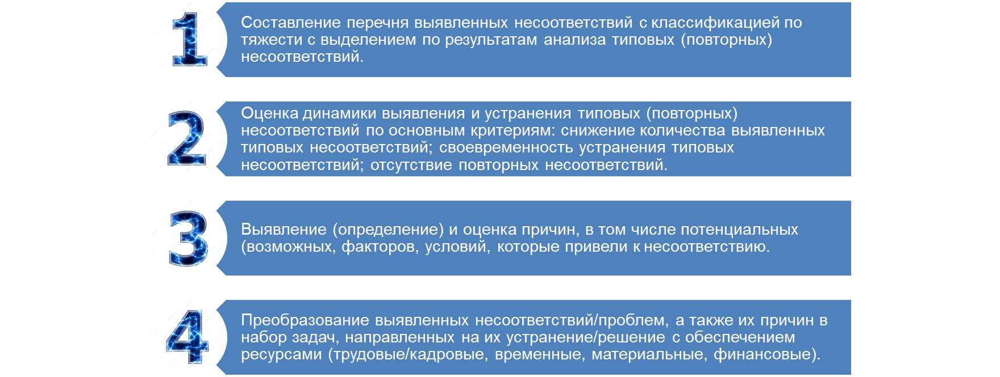 1
Составление перечня выявленных несоответствий с классификацией по
тяжести с выделением по результатам анализа типовых (повторных)
несоответствий.
2
Оценка динамики выявления и устранения типовых (повторных)
несоответствий по основным критериям: снижение количества выявленных
типовых несоответствий; своевременность устранения типовых
несоответствий; отсутствие повторных несоответствий.
3
Выявление (определение) и оценка причин, в том числе потенциальных
(возможных, факторов, условий, которые привели к несоответствию.
4
Преобразование выявленных несоответствий/проблем, а также их причин в
набор задач, направленных на их устранение/решение с обеспечением
ресурсами (трудовые/кадровые, временные, материальные, финансовые).